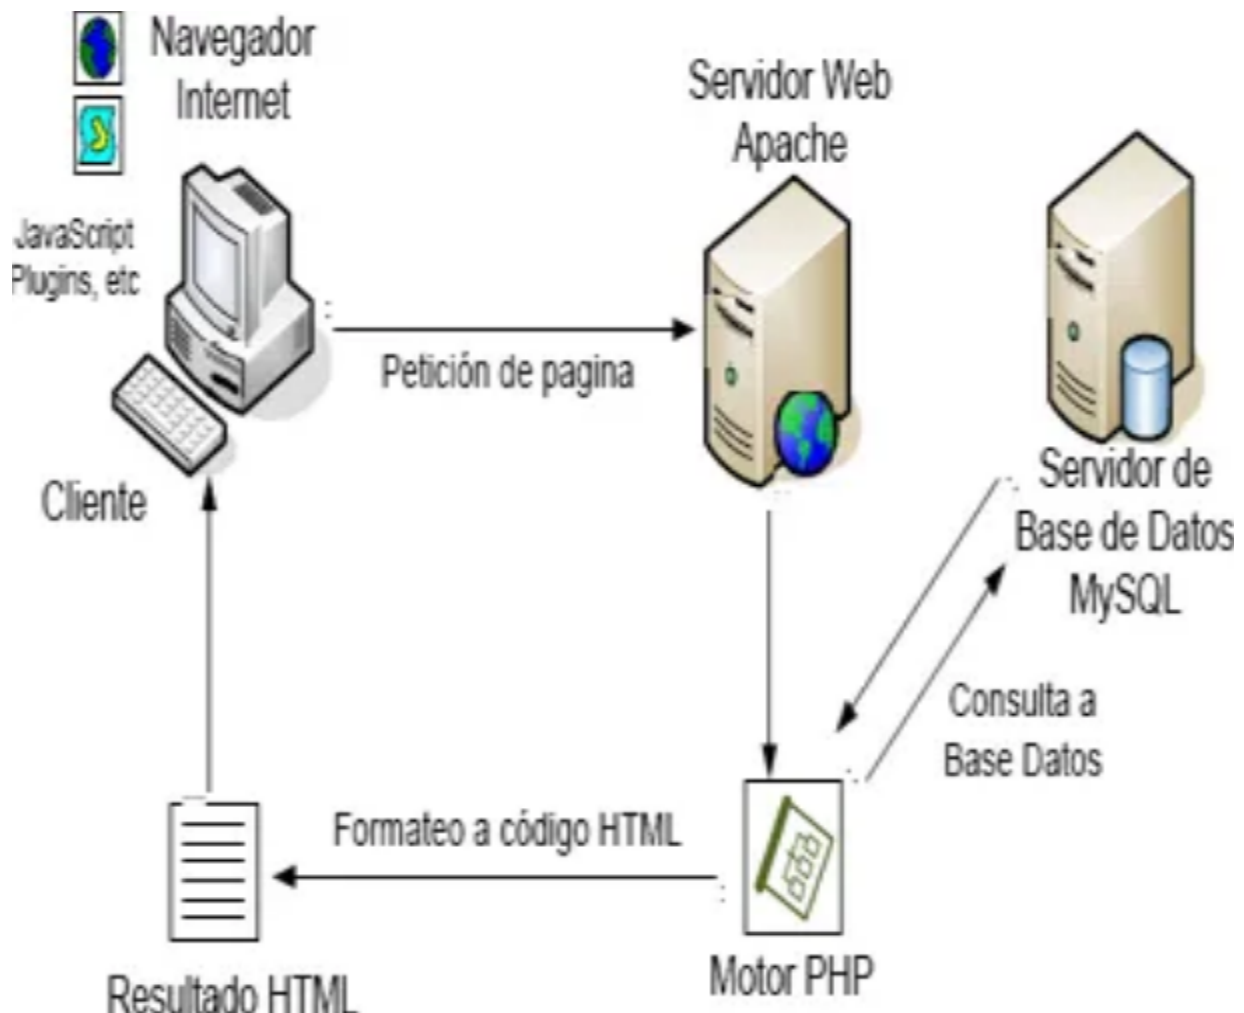 Navegador
Internet
JavaScript
Plugins, etc
Cliente
Petición de pagina
Servidor Web
Apache
Servidor de
Base de Datos
MySQL
Consulta a
Base Datos
Formateo a código HTML
Motor PHP
Resultado HTML